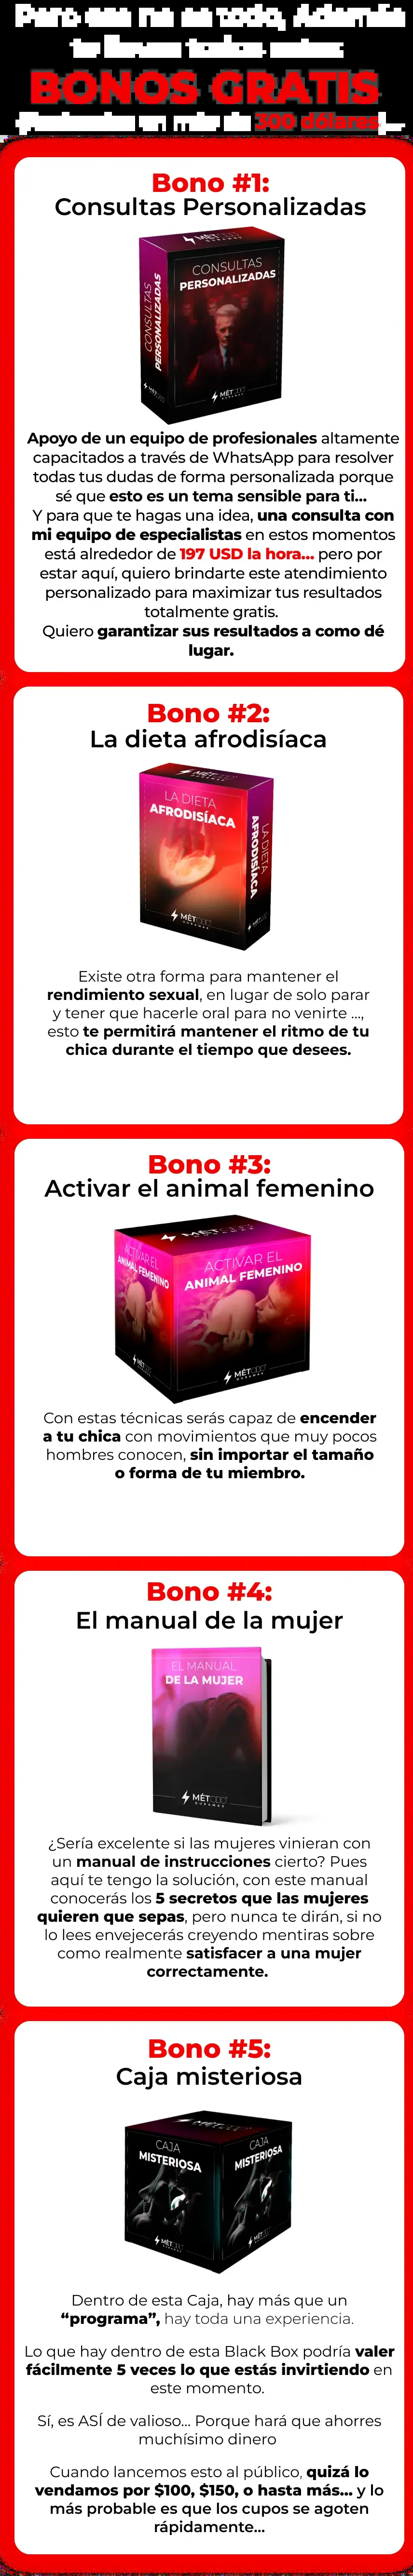 Pero eso no es todo, Además
te llevas todos estos
BONOS GRATIS
300 dólares
Bono #1:
Consultas Personalizadas
CONSULTAS
PERSONALIZADAS
CONSULTAS
PERSONALIZADAS
Apoyo de un equipo de profesionales altamente
capacitados a través de WhatsApp para resolver
todas tus dudas de forma personalizada porque
sé que esto es un tema sensible para ti...
Y para que te hagas una idea, una consulta con
mi equipo de especialistas en estos momentos
está alrededor de 197 USD la hora... pero por
estar aquí, quiero brindarte este atendimiento
personalizado para maximizar tus resultados
totalmente gratis.
Quiero garantizar sus resultados a como dé
lugar.
Bono #2:
La dieta afrodisíaca
LA DIETA
AFRODISÍACA
LA DIETA
AFRODISÍACA
Existe otra forma para mantener el
rendimiento sexual, en lugar de solo parar
y tener que hacerle oral para no venirte ...,
esto te permitirá mantener el ritmo de tu
chica durante el tiempo que desees.
Bono #3:
Activar el animal femenino
ACTIVAR EL
ANIMAL FEMENINO
ACTIVAR EL
ANIMAL FEMENINO
Con estas técnicas serás capaz de encender
a tu chica con movimientos que muy pocos
hombres conocen, sin importar el tamaño
o forma de tu miembro.
Bono #4:
El manual de la mujer
EL MANUAL
DE LA MUJER
¿Sería excelente si las mujeres vinieran con
un manual de instrucciones cierto? Pues
aquí te tengo la solución, con este manual
conocerás los 5 secretos que las mujeres
quieren que sepas, pero nunca te dirán, si no
lo lees envejecerás creyendo mentiras sobre
como realmente satisfacer a una mujer
correctamente.
Bono #5:
Caja misteriosa
CAJA
MISTERIOSA
CAJA
MISTERIOSA
Dentro de esta Caja, hay más que un
“programa”, hay toda una experiencia.
Lo que hay dentro de esta Black Box podría valer
fácilmente 5 veces lo que estás invirtiendo en
este momento.
Sí, es ASÍ de valioso... Porque hará que ahorres
muchísimo dinero
Cuando lancemos esto al público, quizá lo
vendamos por $100, $150, o hasta más... y lo
más probable es que los cupos se agoten
rápidamente...